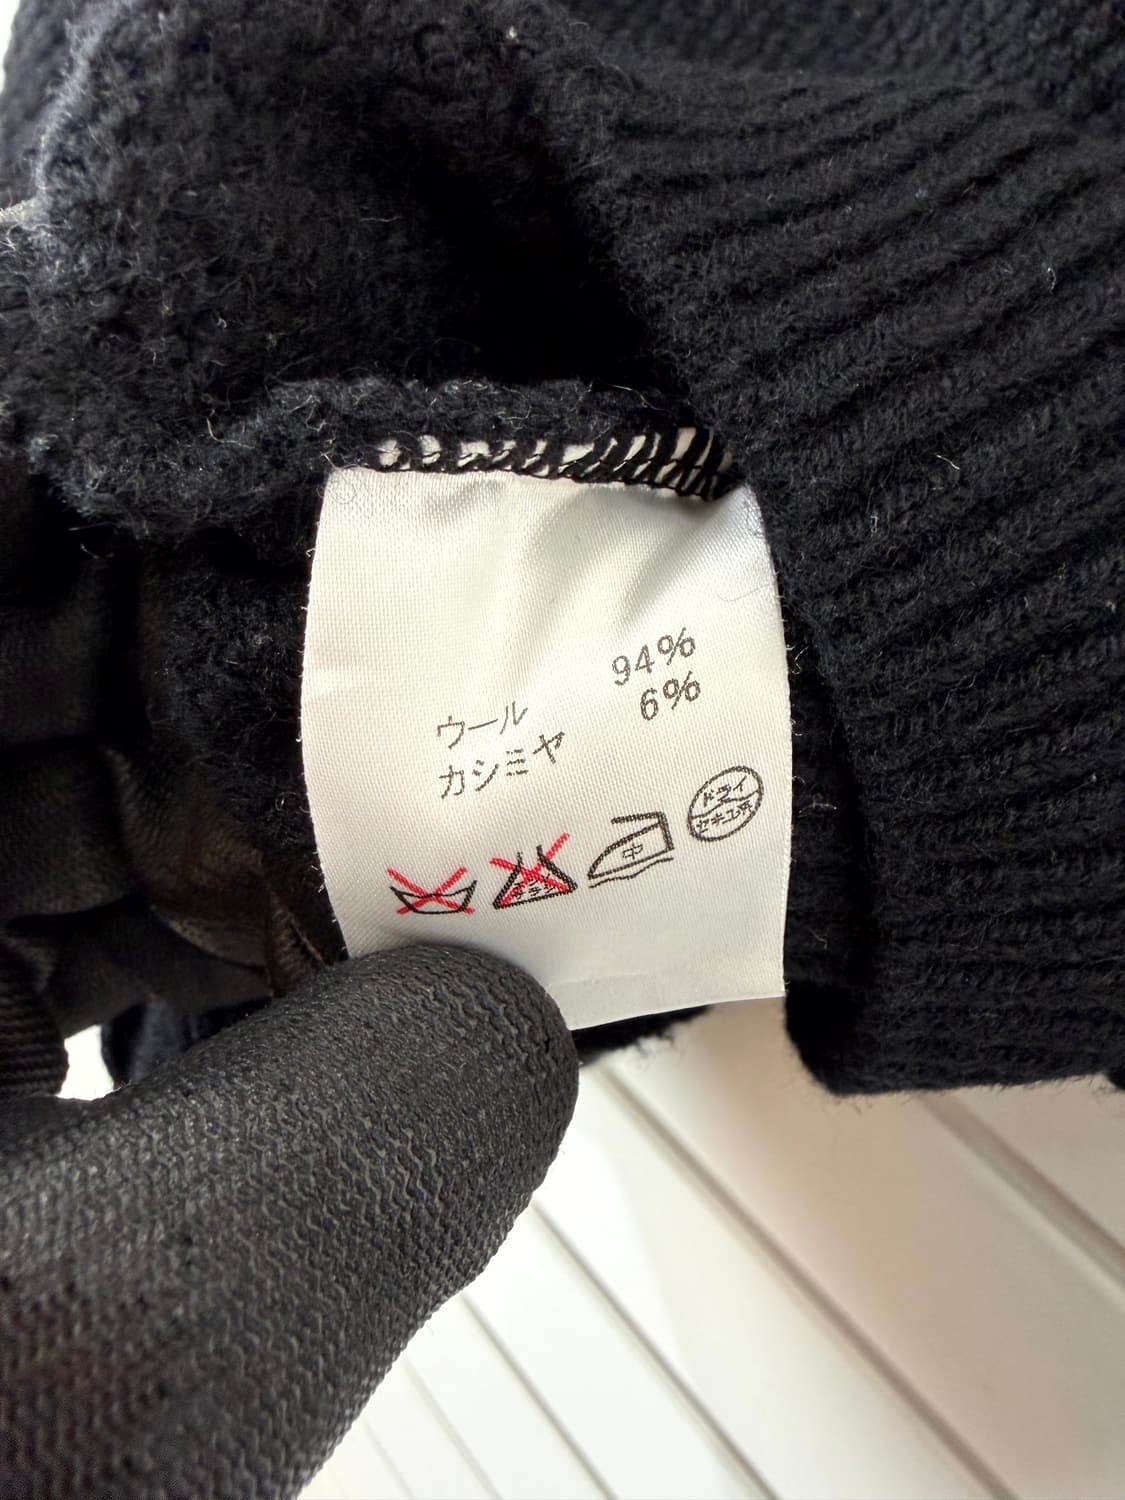 ウール 94%
カシミヤ 6%
中
ドライ
セキユ系